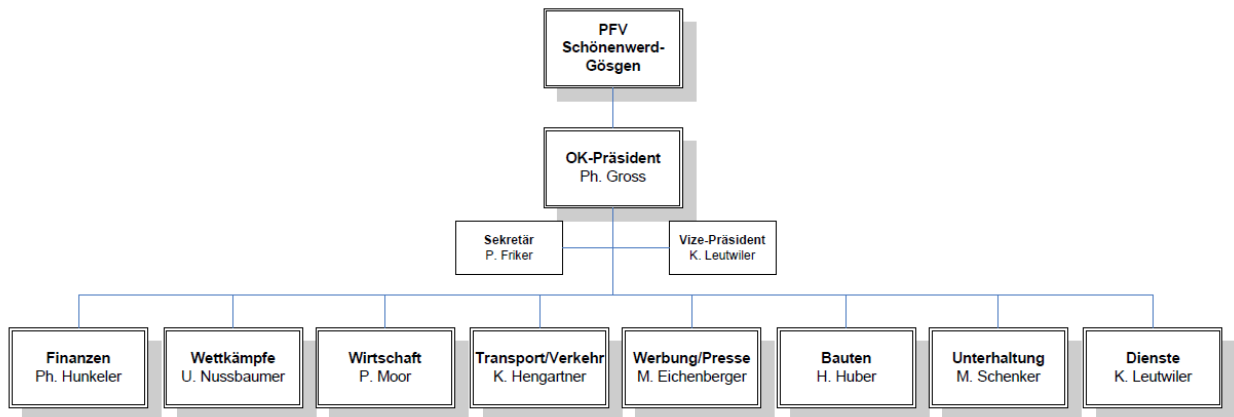 PFV
Schönenwerd-
Gösgen
OK-Präsident
Ph. Gross
Sekretär
P. Friker
Vize-Präsident
K. Leutwiler
Finanzen
Ph. Hunkeler
Wettkämpfe
U. Nussbaumer
Wirtschaft
P. Moor
Transport/Verkehr
K. Hengartner
Werbung/Presse
M. Eichenberger
Bauten
H. Huber
Unterhaltung
M. Schenker
Dienste
K. Leutwiler